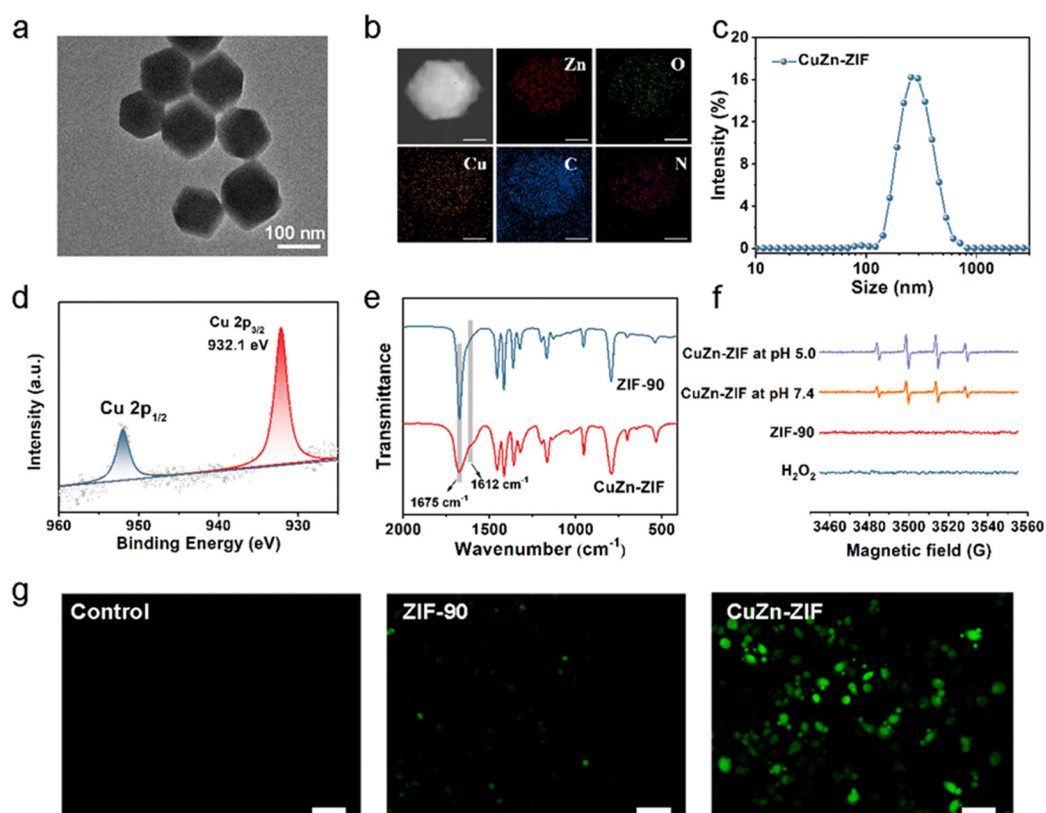 a
100 nm
b
Zn
O
Cu
C
N
c
CuZn-ZIF
Intensity (%)
20
16
12
8
4
0
10
100
1000
Size (nm)
d
Cu 2p3/2
932.1 eV
Cu 2p1/2
Intensity (a.u.)
960
950
940
930
Binding Energy (eV)
e
Transmittance
ZIF-90
CuZn-ZIF
1675 cm-1
1612 cm-1
2000
1500
1000
500
Wavenumber (cm-1)
f
CuZn-ZIF at pH 5.0
CuZn-ZIF at pH 7.4
ZIF-90
H2O2
3460
3480
3500
3520
3540
3560
Magnetic field (G)
g
Control
ZIF-90
CuZn-ZIF